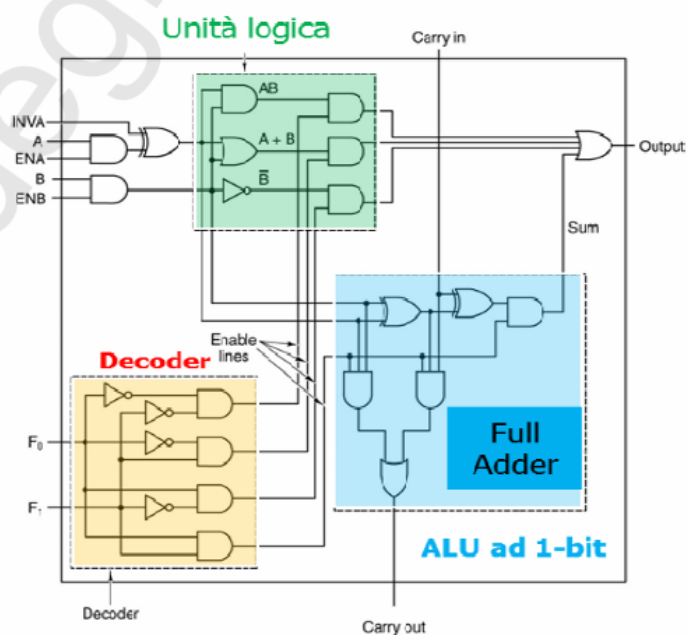 Unità logica
Carry in
INVA
A
ENA
B
ENB
AB
A + B
B̅
Output
Sum
Enable
lines
Decoder
F₀
F₁
Full
Adder
ALU ad 1-bit
Decoder
Carry out